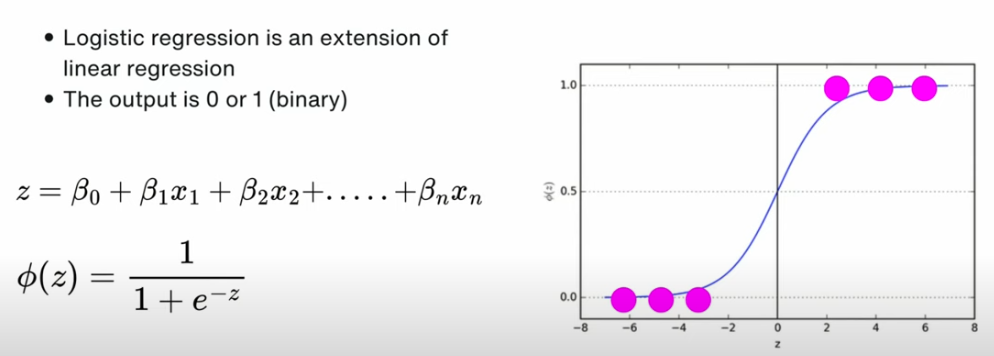 • Logistic regression is an extension of
linear regression
• The output is 0 or 1 (binary)
z = β₀ + β₁x₁ + β₂x₂+.....+βₙxₙ
ϕ(z) = 1 / (1 + e⁻ᶻ)
1.0
0.5
0.0
ϕ(z)
−8 −6 −4 −2 0 2 4 6 8
z